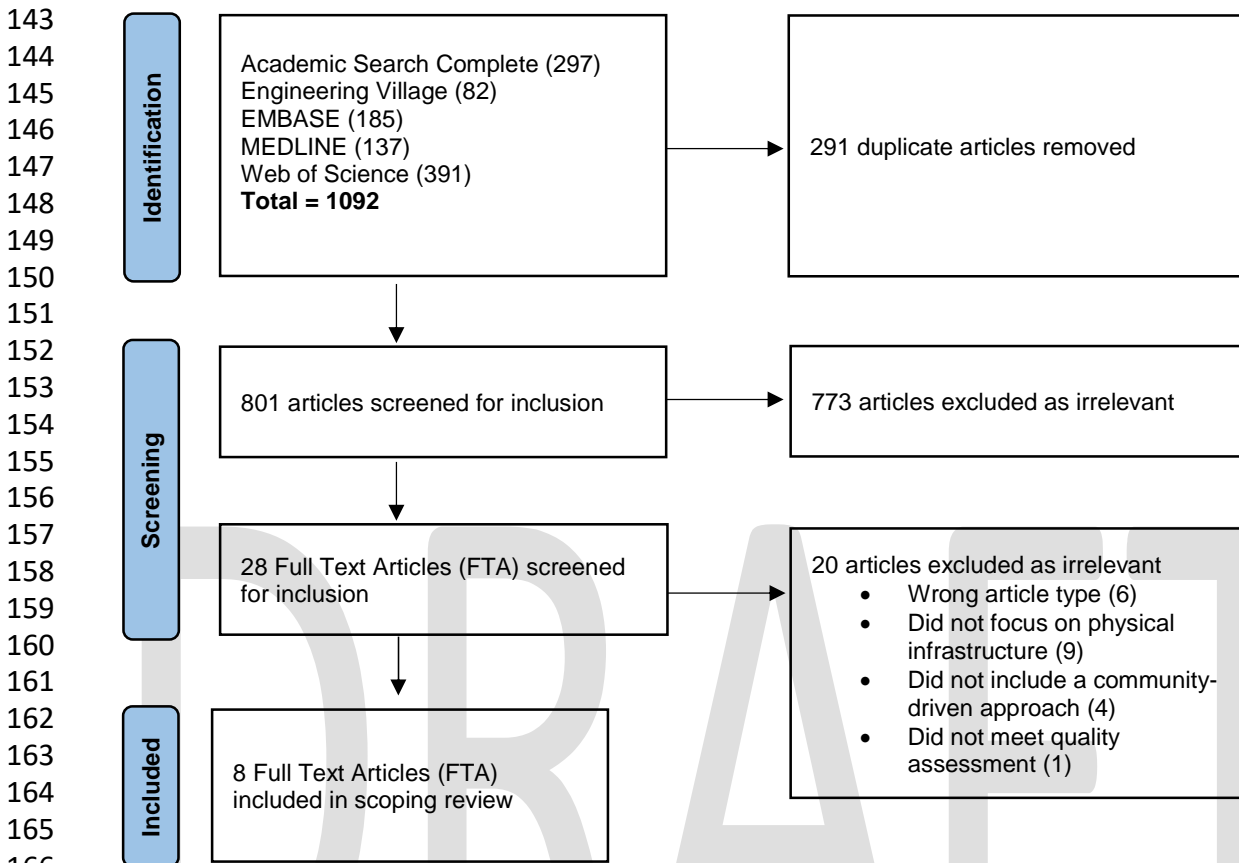 143
144
145
146
147
148
149
150
151
152
153
154
155
156
157
158
159
160
161
162
163
164
165
166
Identification
Academic Search Complete (297)
Engineering Village (82)
EMBASE (185)
MEDLINE (137)
Web of Science (391)
Total = 1092
291 duplicate articles removed
Screening
801 articles screened for inclusion
773 articles excluded as irrelevant
28 Full Text Articles (FTA) screened
for inclusion
20 articles excluded as irrelevant
• Wrong article type (6)
• Did not focus on physical
infrastructure (9)
• Did not include a community-
driven approach (4)
• Did not meet quality
assessment (1)
Included
8 Full Text Articles (FTA)
included in scoping review
DRAFT